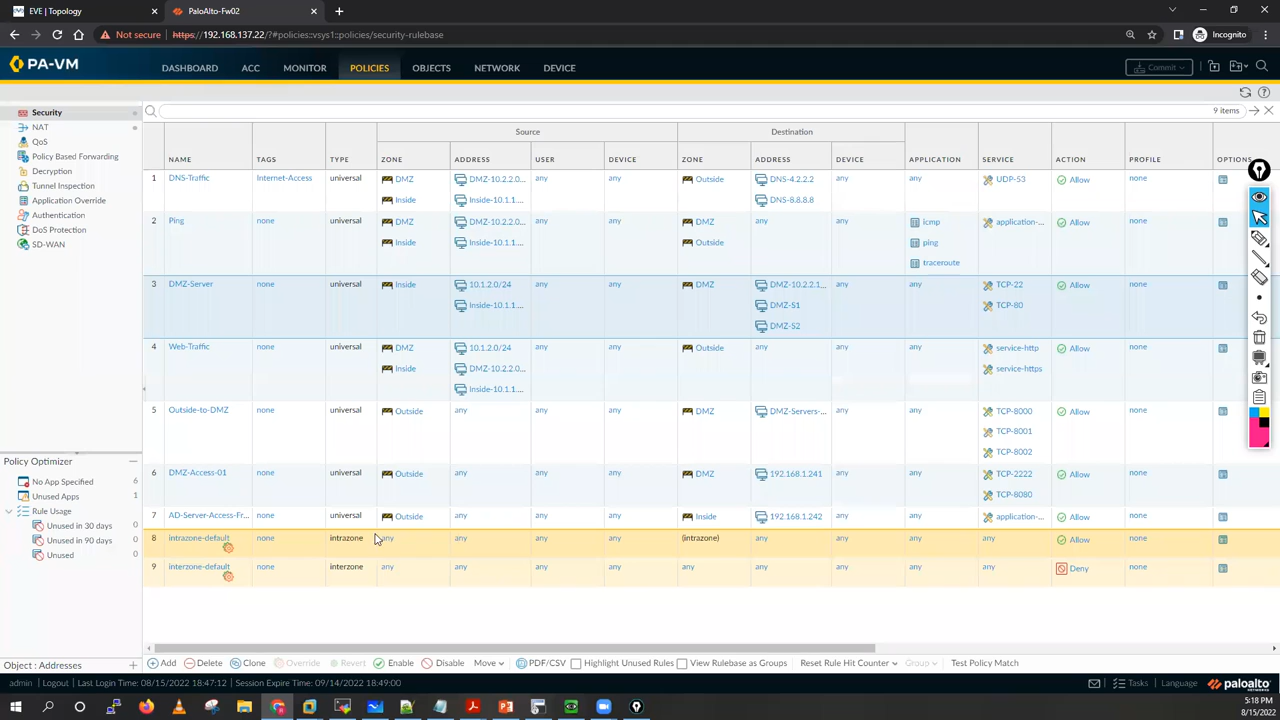 EVE | Topology
PaloAlto-Fw02
Not secure
https://192.168.137.22/?#policies::vsys1::policies/security-rulebase
Incognito
PA-VM
DASHBOARD ACC MONITOR POLICIES OBJECTS NETWORK DEVICE
Commit
Security
NAT
QoS
Policy Based Forwarding
Decryption
Tunnel Inspection
Application Override
Authentication
DoS Protection
SD-WAN
Policy Optimizer
No App Specified 6
Unused Apps 1
Rule Usage
Unused in 30 days 0
Unused in 90 days 0
Unused 0
Object : Addresses
9 items
Source Destination
NAME TAGS TYPE ZONE ADDRESS USER DEVICE ZONE ADDRESS DEVICE APPLICATION SERVICE ACTION PROFILE OPTIONS
1 DNS-Traffic Internet-Access universal DMZ DMZ-10.2.2.0... any any Outside DNS-4.2.2.2 any any UDP-53 Allow none
Inside Inside-10.1.1.... DNS-8.8.8.8
2 Ping none universal DMZ DMZ-10.2.2.0... any any DMZ any any icmp application-... Allow none
Inside Inside-10.1.1.... Outside ping
traceroute
3 DMZ-Server none universal Inside 10.1.2.0/24 any any DMZ DMZ-10.2.2.1... any any TCP-22 Allow none
Inside-10.1.1.... DMZ-S1 TCP-80
DMZ-S2
4 Web-Traffic none universal DMZ 10.1.2.0/24 any any Outside any any any service-http Allow none
Inside DMZ-10.2.2.0... service-https
Inside-10.1.1....
5 Outside-to-DMZ none universal Outside any any any DMZ DMZ-Servers-... any any TCP-8000 Allow none
TCP-8001
TCP-8002
6 DMZ-Access-01 none universal Outside any any any DMZ 192.168.1.241 any any TCP-2222 Allow none
TCP-8080
7 AD-Server-Access-Fr... none universal Outside any any any Inside 192.168.1.242 any any application-... Allow none
8 intrazone-default none intrazone any any any any (intrazone) any any any any Allow none
9 interzone-default none interzone any any any any any any any any any Deny none
Add Delete Clone Override Revert Enable Disable Move PDF/CSV Highlight Unused Rules View Rulebase as Groups Reset Rule Hit Counter Group Test Policy Match
admin | Logout | Last Login Time: 08/15/2022 18:47:12 | Session Expire Time: 09/14/2022 18:49:00
Tasks | Language
paloalto
5:18 PM
8/15/2022